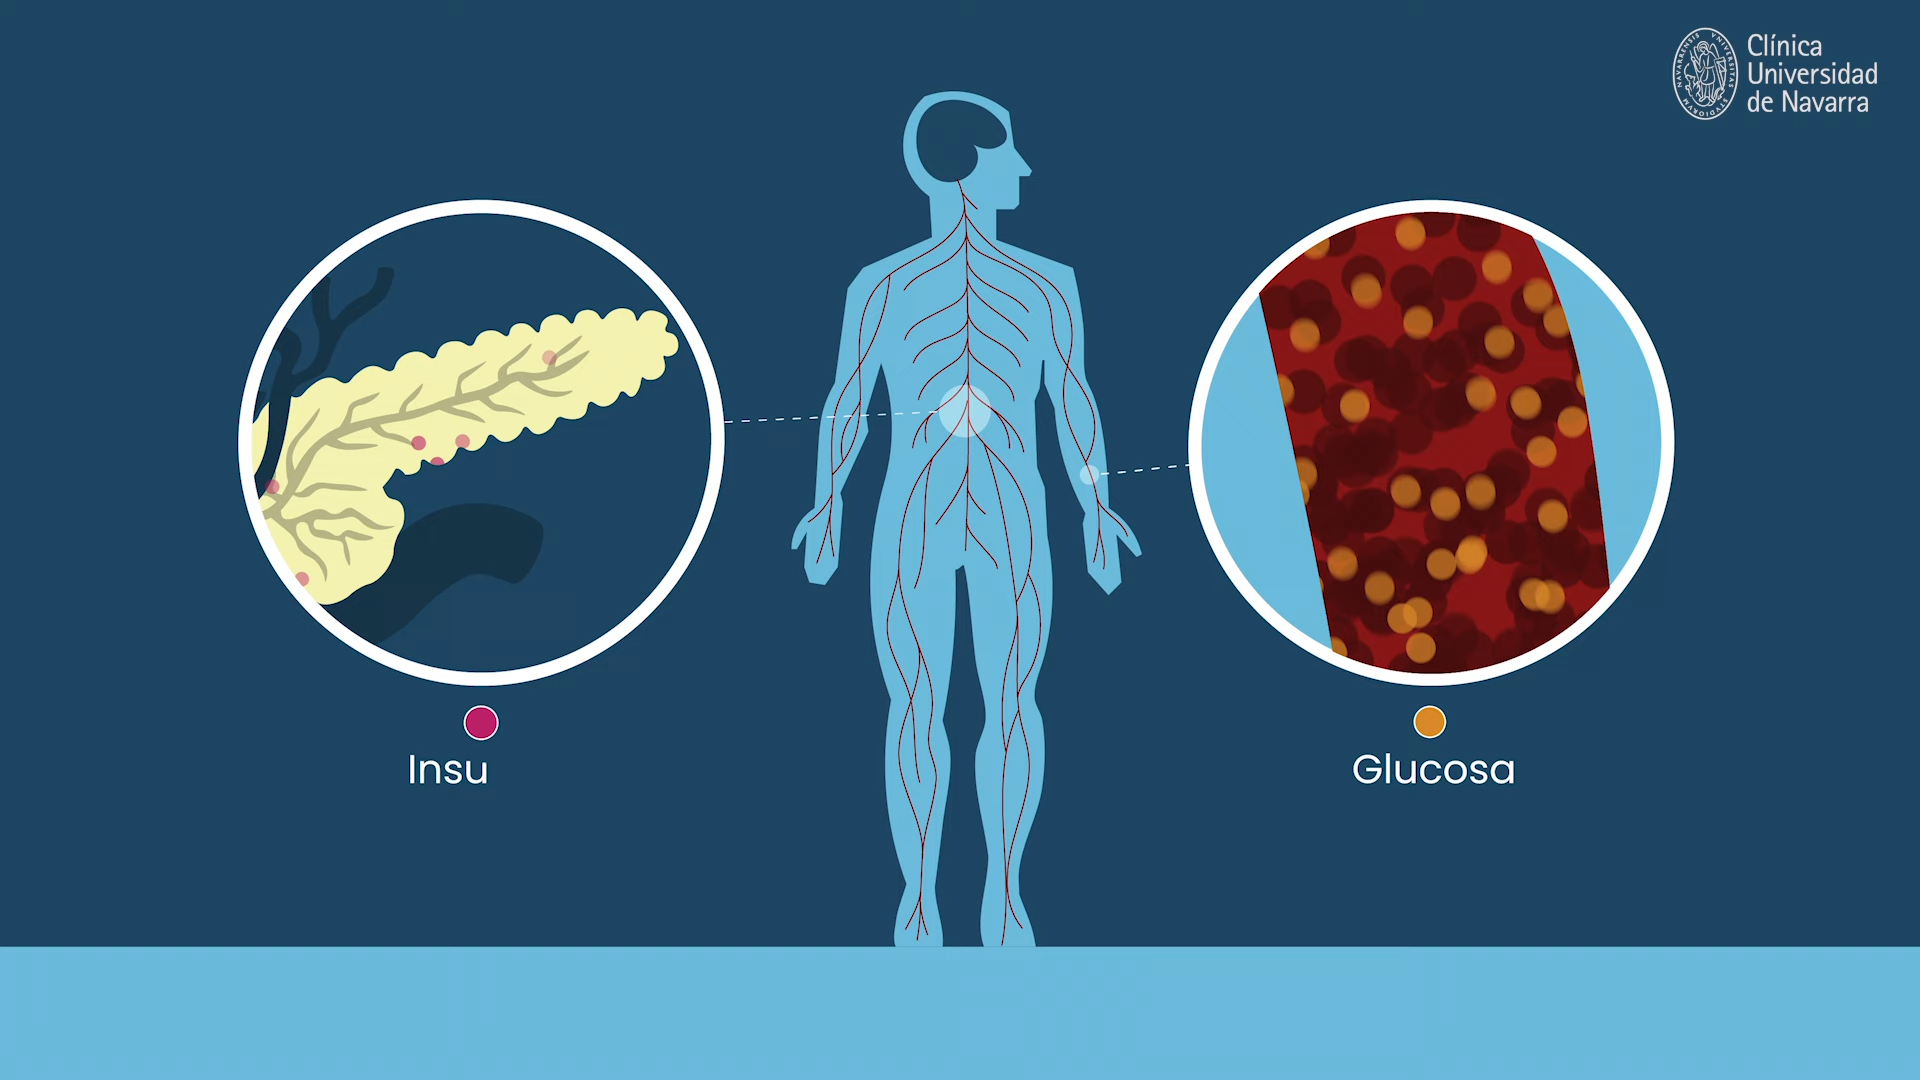 Clínica
Universidad
de Navarra
Insu
Glucosa